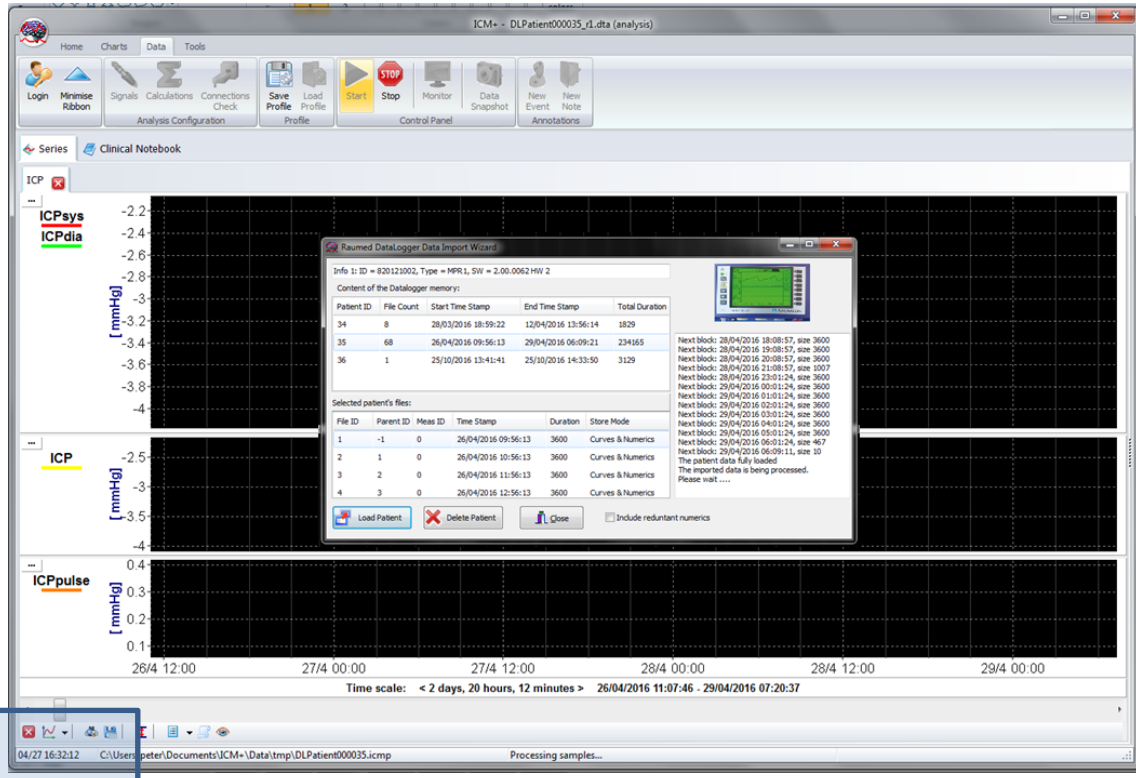 ICM+ - DLPatient000035_r1.dta (analysis)
Home Charts Data Tools
Login Minimise Ribbon Signals Calculations Connections Check Save Profile Load Profile Start STOP Stop Monitor Data Snapshot New Event New Note
Analysis Configuration Profile Control Panel Annotations
Series Clinical Notebook
ICP
ICPsys
ICPdia
[mmHg]
-2.2
-2.4
-2.6
-2.8
-3
-3.2
-3.4
-3.6
-3.8
-4
Raumed DataLogger Data Import Wizard
Info 1: ID = 820121002, Type = MPR1, SW = 2.00.0062 HW 2
Content of the Datalogger memory:
Patient ID File Count Start Time Stamp End Time Stamp Total Duration
34 8 28/03/2016 18:59:22 12/04/2016 13:56:14 1829
35 68 26/04/2016 09:56:13 29/04/2016 06:09:21 234165
36 1 25/10/2016 13:41:41 25/10/2016 14:33:50 3129
Selected patient's files:
File ID Parent ID Meas ID Time Stamp Duration Store Mode
1 -1 0 26/04/2016 09:56:13 3600 Curves & Numerics
2 1 0 26/04/2016 10:56:13 3600 Curves & Numerics
3 2 0 26/04/2016 11:56:13 3600 Curves & Numerics
4 3 0 26/04/2016 12:56:13 3600 Curves & Numerics
Next block: 28/04/2016 18:08:57, size 3600
Next block: 28/04/2016 19:08:57, size 3600
Next block: 28/04/2016 20:08:57, size 3600
Next block: 28/04/2016 21:08:57, size 1007
Next block: 28/04/2016 23:01:24, size 3600
Next block: 29/04/2016 00:01:24, size 3600
Next block: 29/04/2016 01:01:24, size 3600
Next block: 29/04/2016 02:01:24, size 3600
Next block: 29/04/2016 03:01:24, size 3600
Next block: 29/04/2016 04:01:24, size 3600
Next block: 29/04/2016 05:01:24, size 3600
Next block: 29/04/2016 06:01:24, size 467
Next block: 29/04/2016 06:09:11, size 10
The patient data fully loaded
The imported data is being processed.
Please wait ....
Load Patient Delete Patient Close Include reduntant numerics
ICP
[mmHg]
-2.5
-3
-3.5
-4
ICPpulse
[mmHg]
0.4
0.3
0.2
0.1
26/4 12:00 27/4 00:00 27/4 12:00 28/4 00:00 28/4 12:00 29/4 00:00
Time scale: < 2 days, 20 hours, 12 minutes > 26/04/2016 11:07:46 - 29/04/2016 07:20:37
04/27 16:32:12 C:\Users\peter\Documents\ICM+\Data\tmp\DLPatient000035.icmp Processing samples...